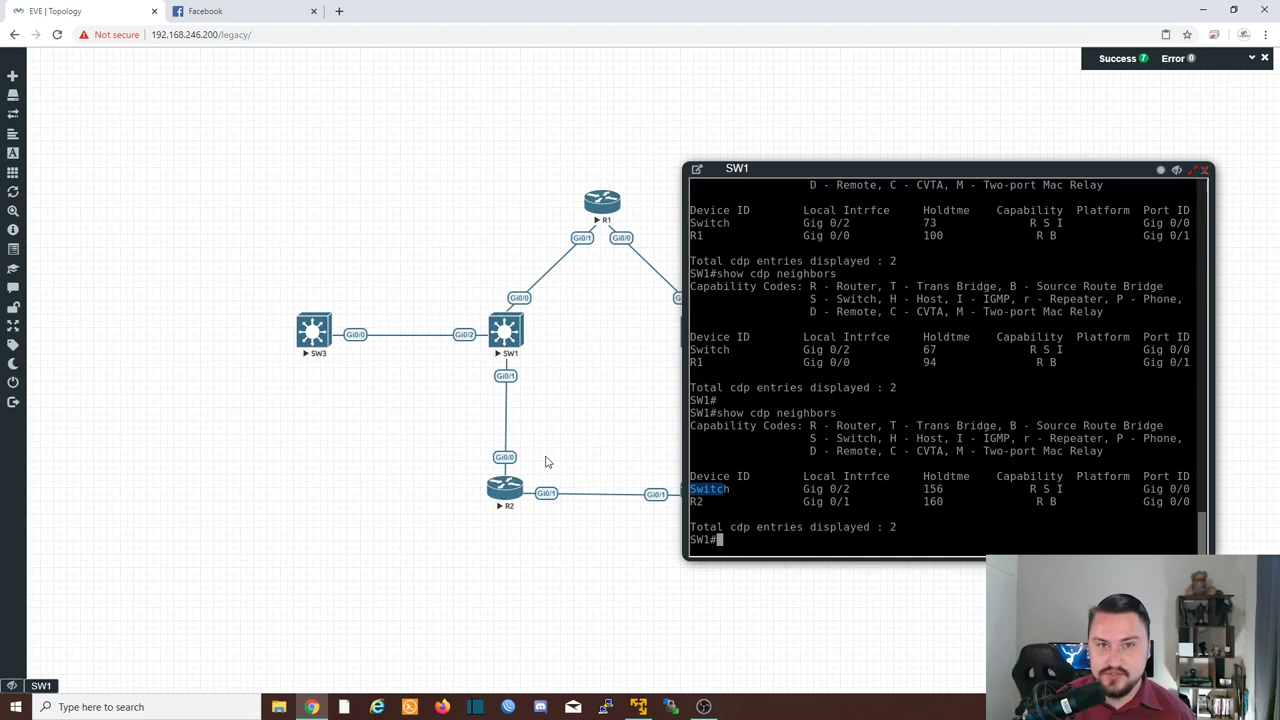 EVE | Topology
Facebook
Not secure
192.168.246.200/legacy/
Success 7
Error 0
R1
Gi0/1
Gi0/0
Gi0/0
SW3
Gi0/0
Gi0/2
SW1
Gi0/1
Gi0/0
R2
Gi0/1
Gi0/1
SW1
D - Remote, C - CVTA, M - Two-port Mac Relay
Device ID Local Intrfce Holdtme Capability Platform Port ID
Switch Gig 0/2 73 R S I Gig 0/0
R1 Gig 0/0 100 R B Gig 0/1
Total cdp entries displayed : 2
SW1#show cdp neighbors
Capability Codes: R - Router, T - Trans Bridge, B - Source Route Bridge
S - Switch, H - Host, I - IGMP, r - Repeater, P - Phone,
D - Remote, C - CVTA, M - Two-port Mac Relay
Device ID Local Intrfce Holdtme Capability Platform Port ID
Switch Gig 0/2 67 R S I Gig 0/0
R1 Gig 0/0 94 R B Gig 0/1
Total cdp entries displayed : 2
SW1#
SW1#show cdp neighbors
Capability Codes: R - Router, T - Trans Bridge, B - Source Route Bridge
S - Switch, H - Host, I - IGMP, r - Repeater, P - Phone,
D - Remote, C - CVTA, M - Two-port Mac Relay
Device ID Local Intrfce Holdtme Capability Platform Port ID
Switch Gig 0/2 156 R S I Gig 0/0
R2 Gig 0/1 160 R B Gig 0/0
Total cdp entries displayed : 2
SW1#
SW1
Type here to search